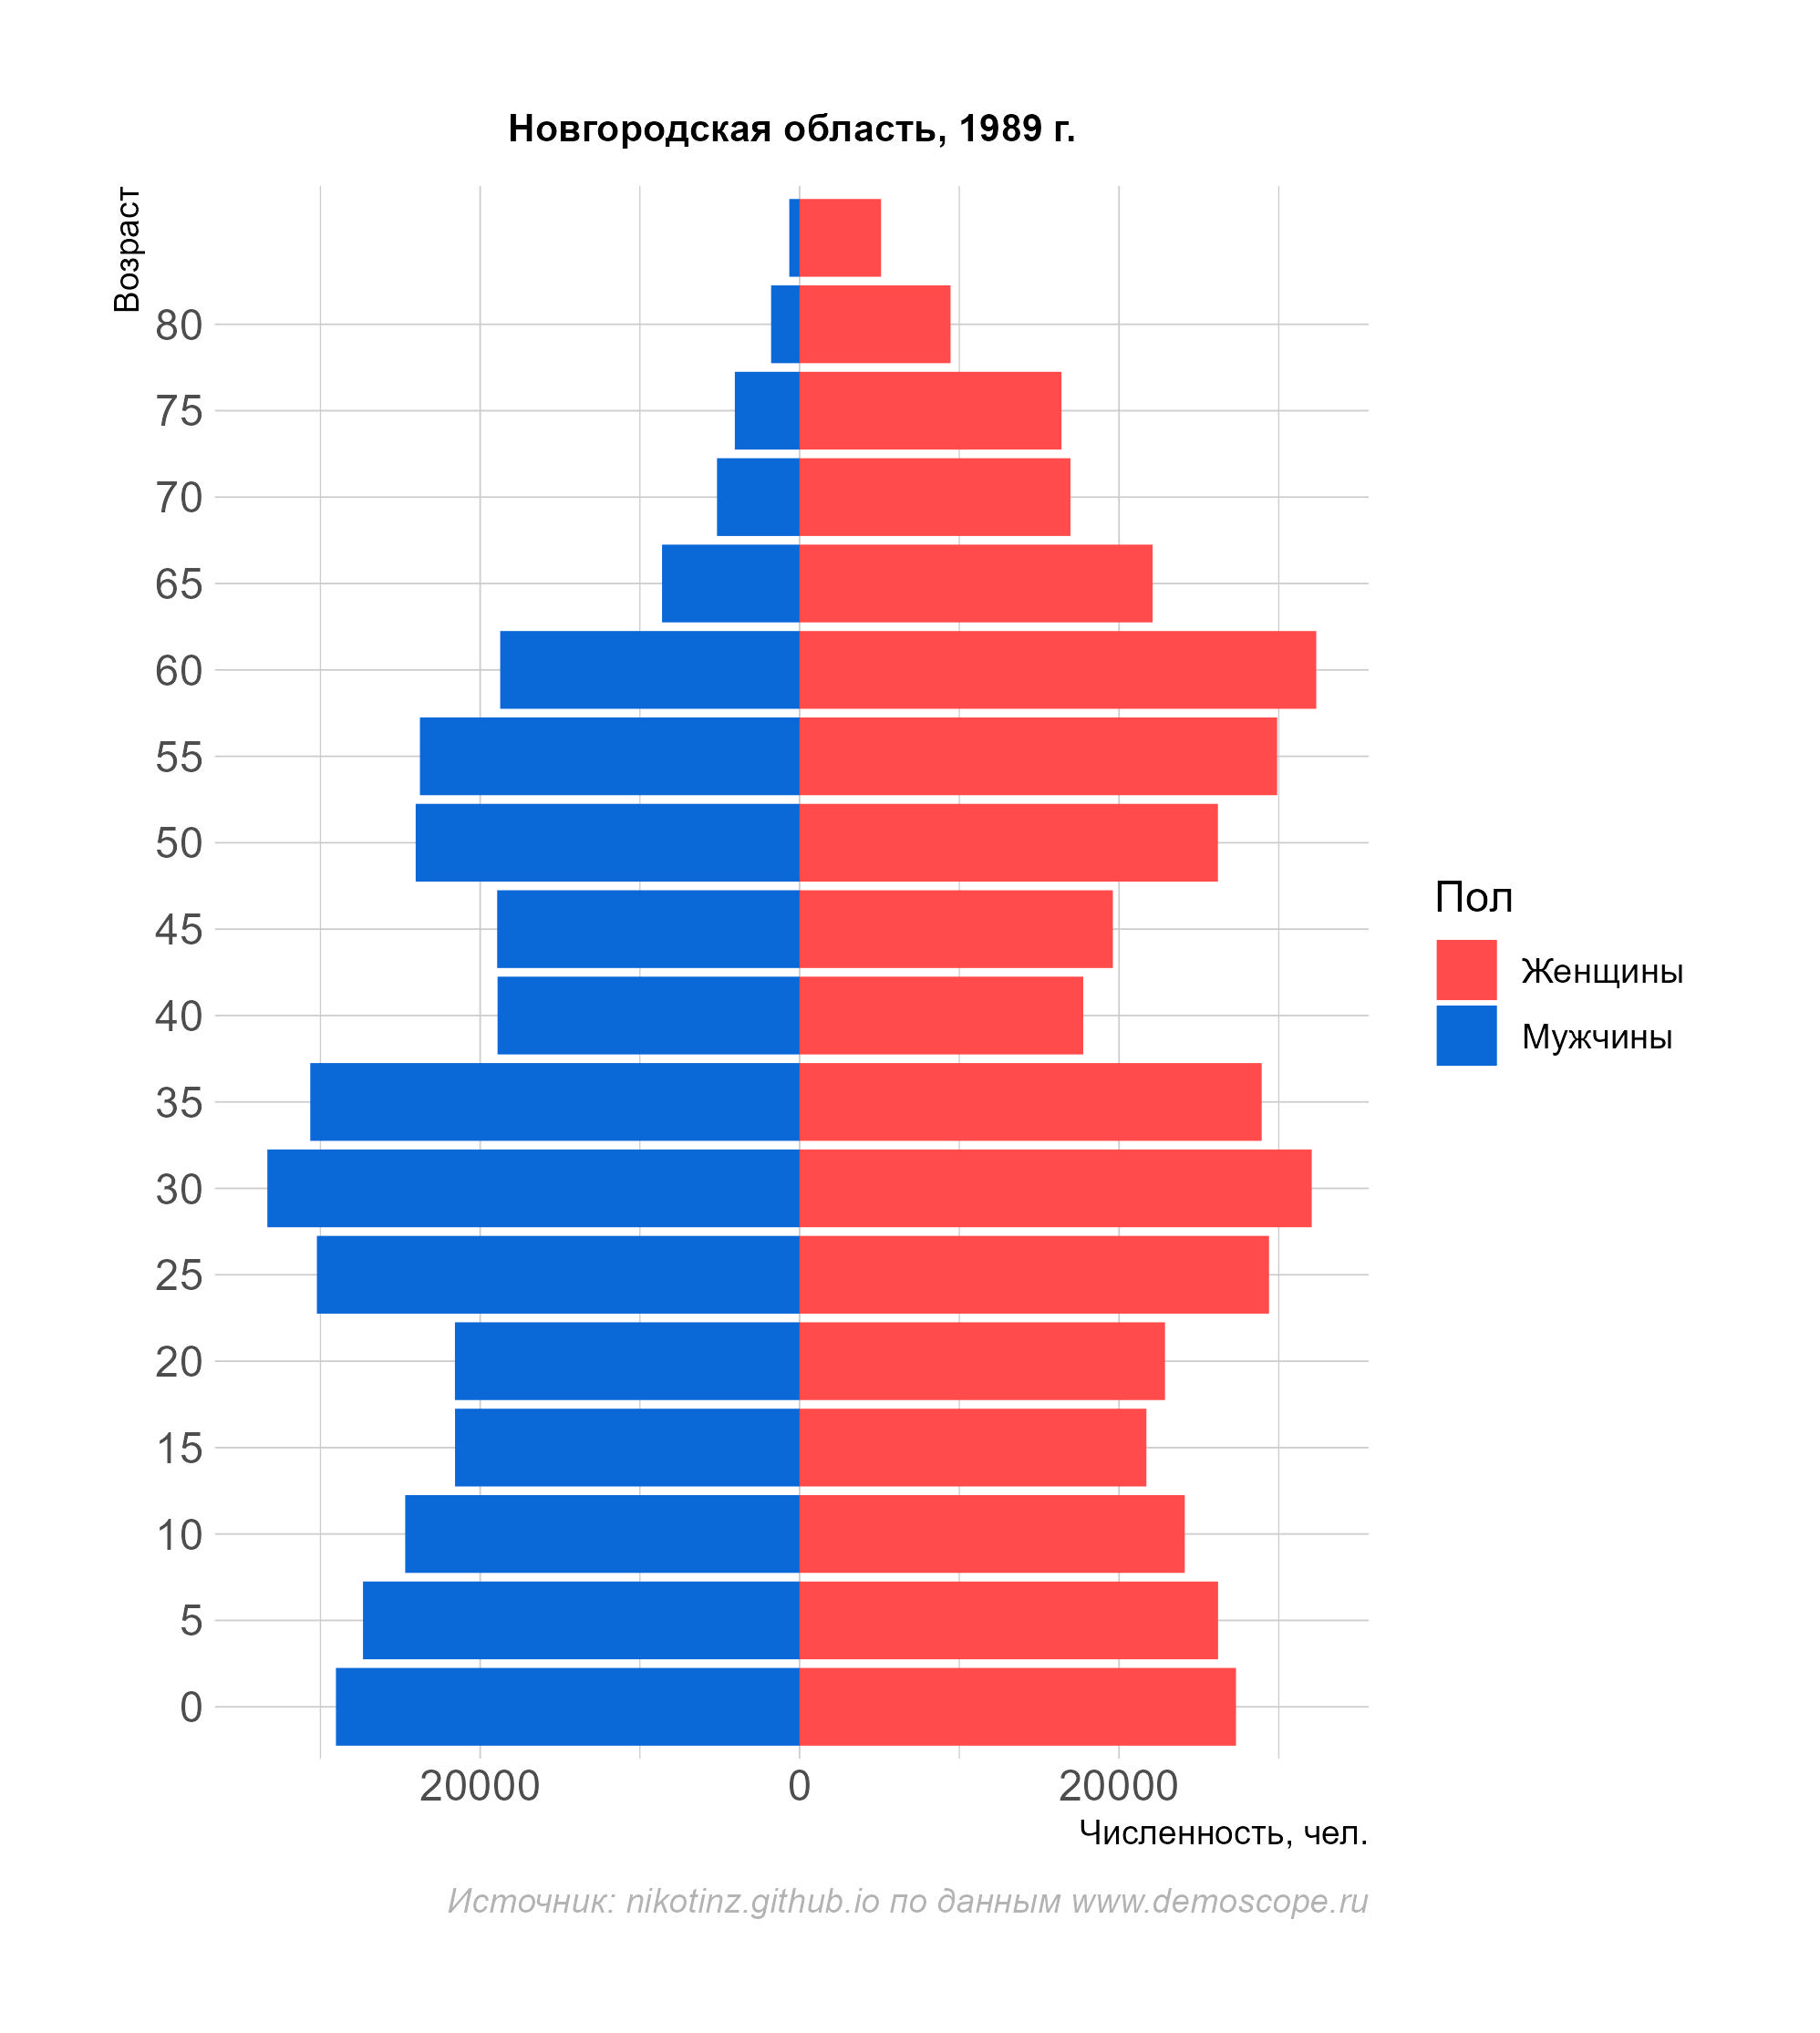 Новгородская область, 1989 г.
Возраст
80
75
70
65
60
55
50
45
40
35
30
25
20
15
10
5
0
20000 0 20000
Численность, чел.
Пол
Женщины
Мужчины
Источник: nikotinz.github.io по данным www.demoscope.ru